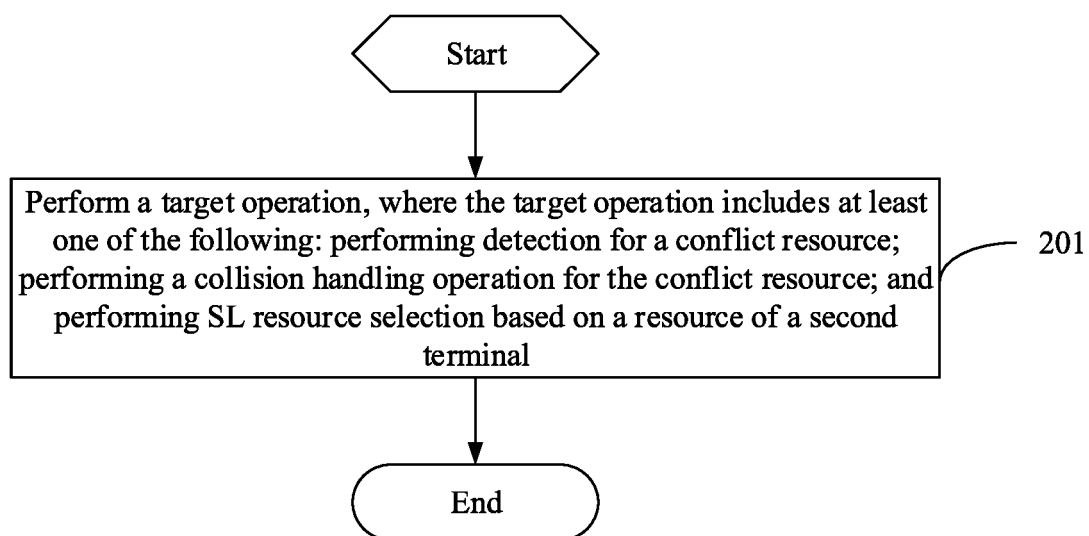 Start
Perform a target operation, where the target operation includes at least
one of the following: performing detection for a conflict resource;
performing a collision handling operation for the conflict resource; and
performing SL resource selection based on a resource of a second
terminal
201
End